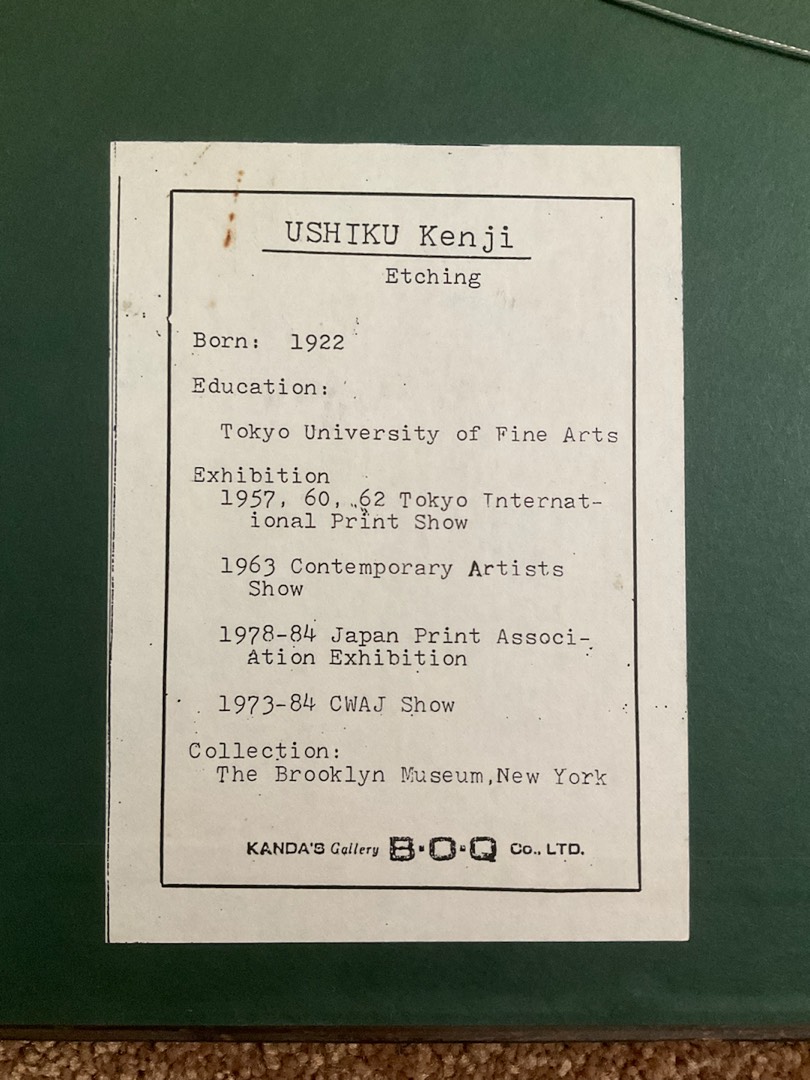 USHIKU Kenji
Etching
Born: 1922
Education:
Tokyo University of Fine Arts
Exhibition
1957, 60, 62 Tokyo Internat-
ional Print Show
1963 Contemporary Artists
Show
1978-84 Japan Print Associ-
Ation Exhibition
1973-84 CWAJ Show
Collection:
The Brooklyn Museum,New York
KANDA'S Gallery B·O·Q Co., LTD.